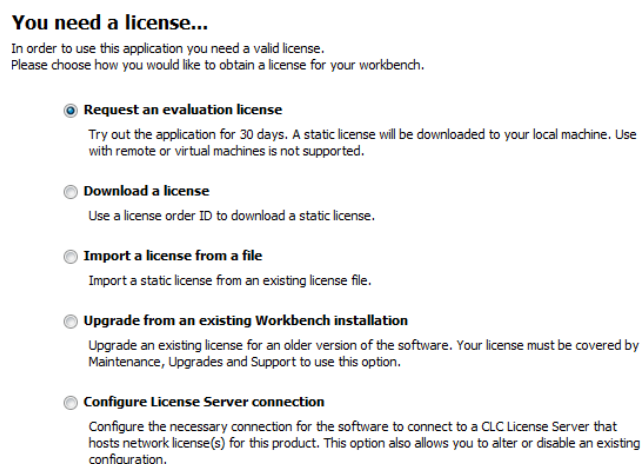 You need a license...
In order to use this application you need a valid license.
Please choose how you would like to obtain a license for your workbench.
Request an evaluation license
Try out the application for 30 days. A static license will be downloaded to your local machine. Use
with remote or virtual machines is not supported.
Download a license
Use a license order ID to download a static license.
Import a license from a file
Import a static license from an existing license file.
Upgrade from an existing Workbench installation
Upgrade an existing license for an older version of the software. Your license must be covered by
Maintenance, Upgrades and Support to use this option.
Configure License Server connection
Configure the necessary connection for the software to connect to a CLC License Server that
hosts network license(s) for this product. This option also allows you to alter or disable an existing
configuration.